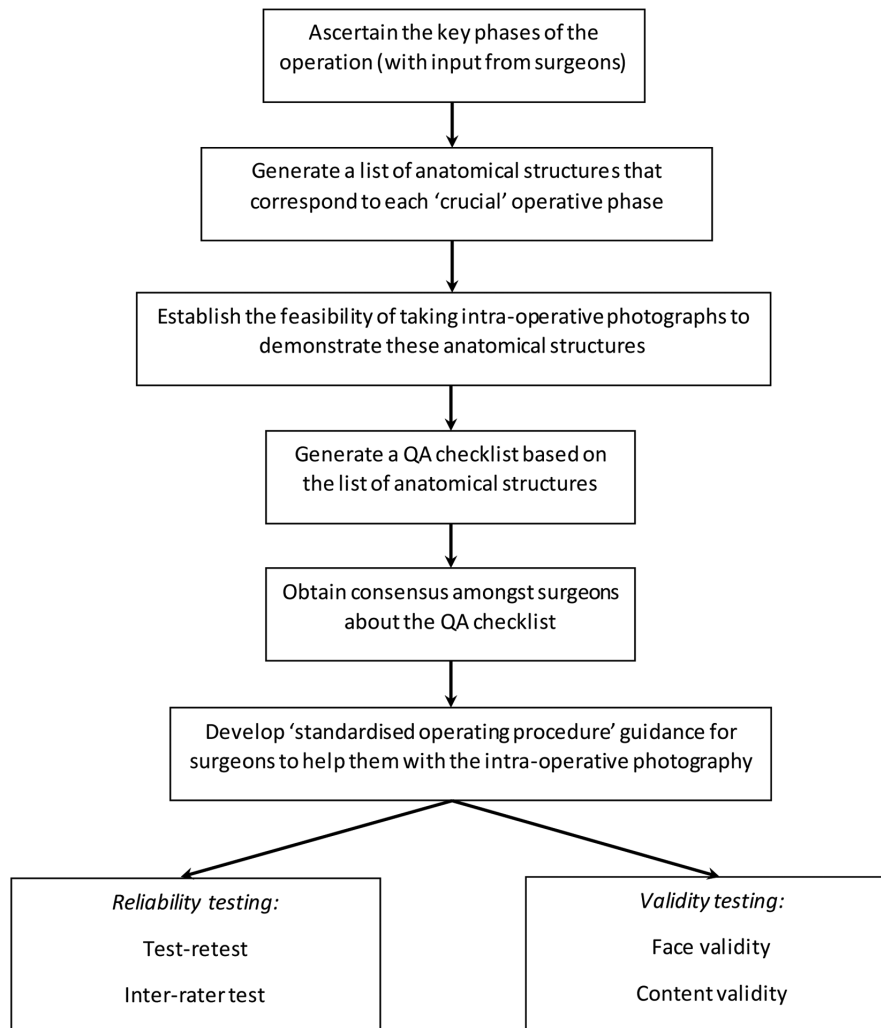 Ascertain the key phases of the
operation (with input from surgeons)
Generate a list of anatomical structures that
correspond to each ‘crucial’ operative phase
Establish the feasibility of taking intra-operative photographs to
demonstrate these anatomical structures
Generate a QA checklist based on
the list of anatomical structures
Obtain consensus amongst surgeons
about the QA checklist
Develop ‘standardised operating procedure’ guidance for
surgeons to help them with the intra-operative photography
Reliability testing:
Test-retest
Inter-rater test
Validity testing:
Face validity
Content validity